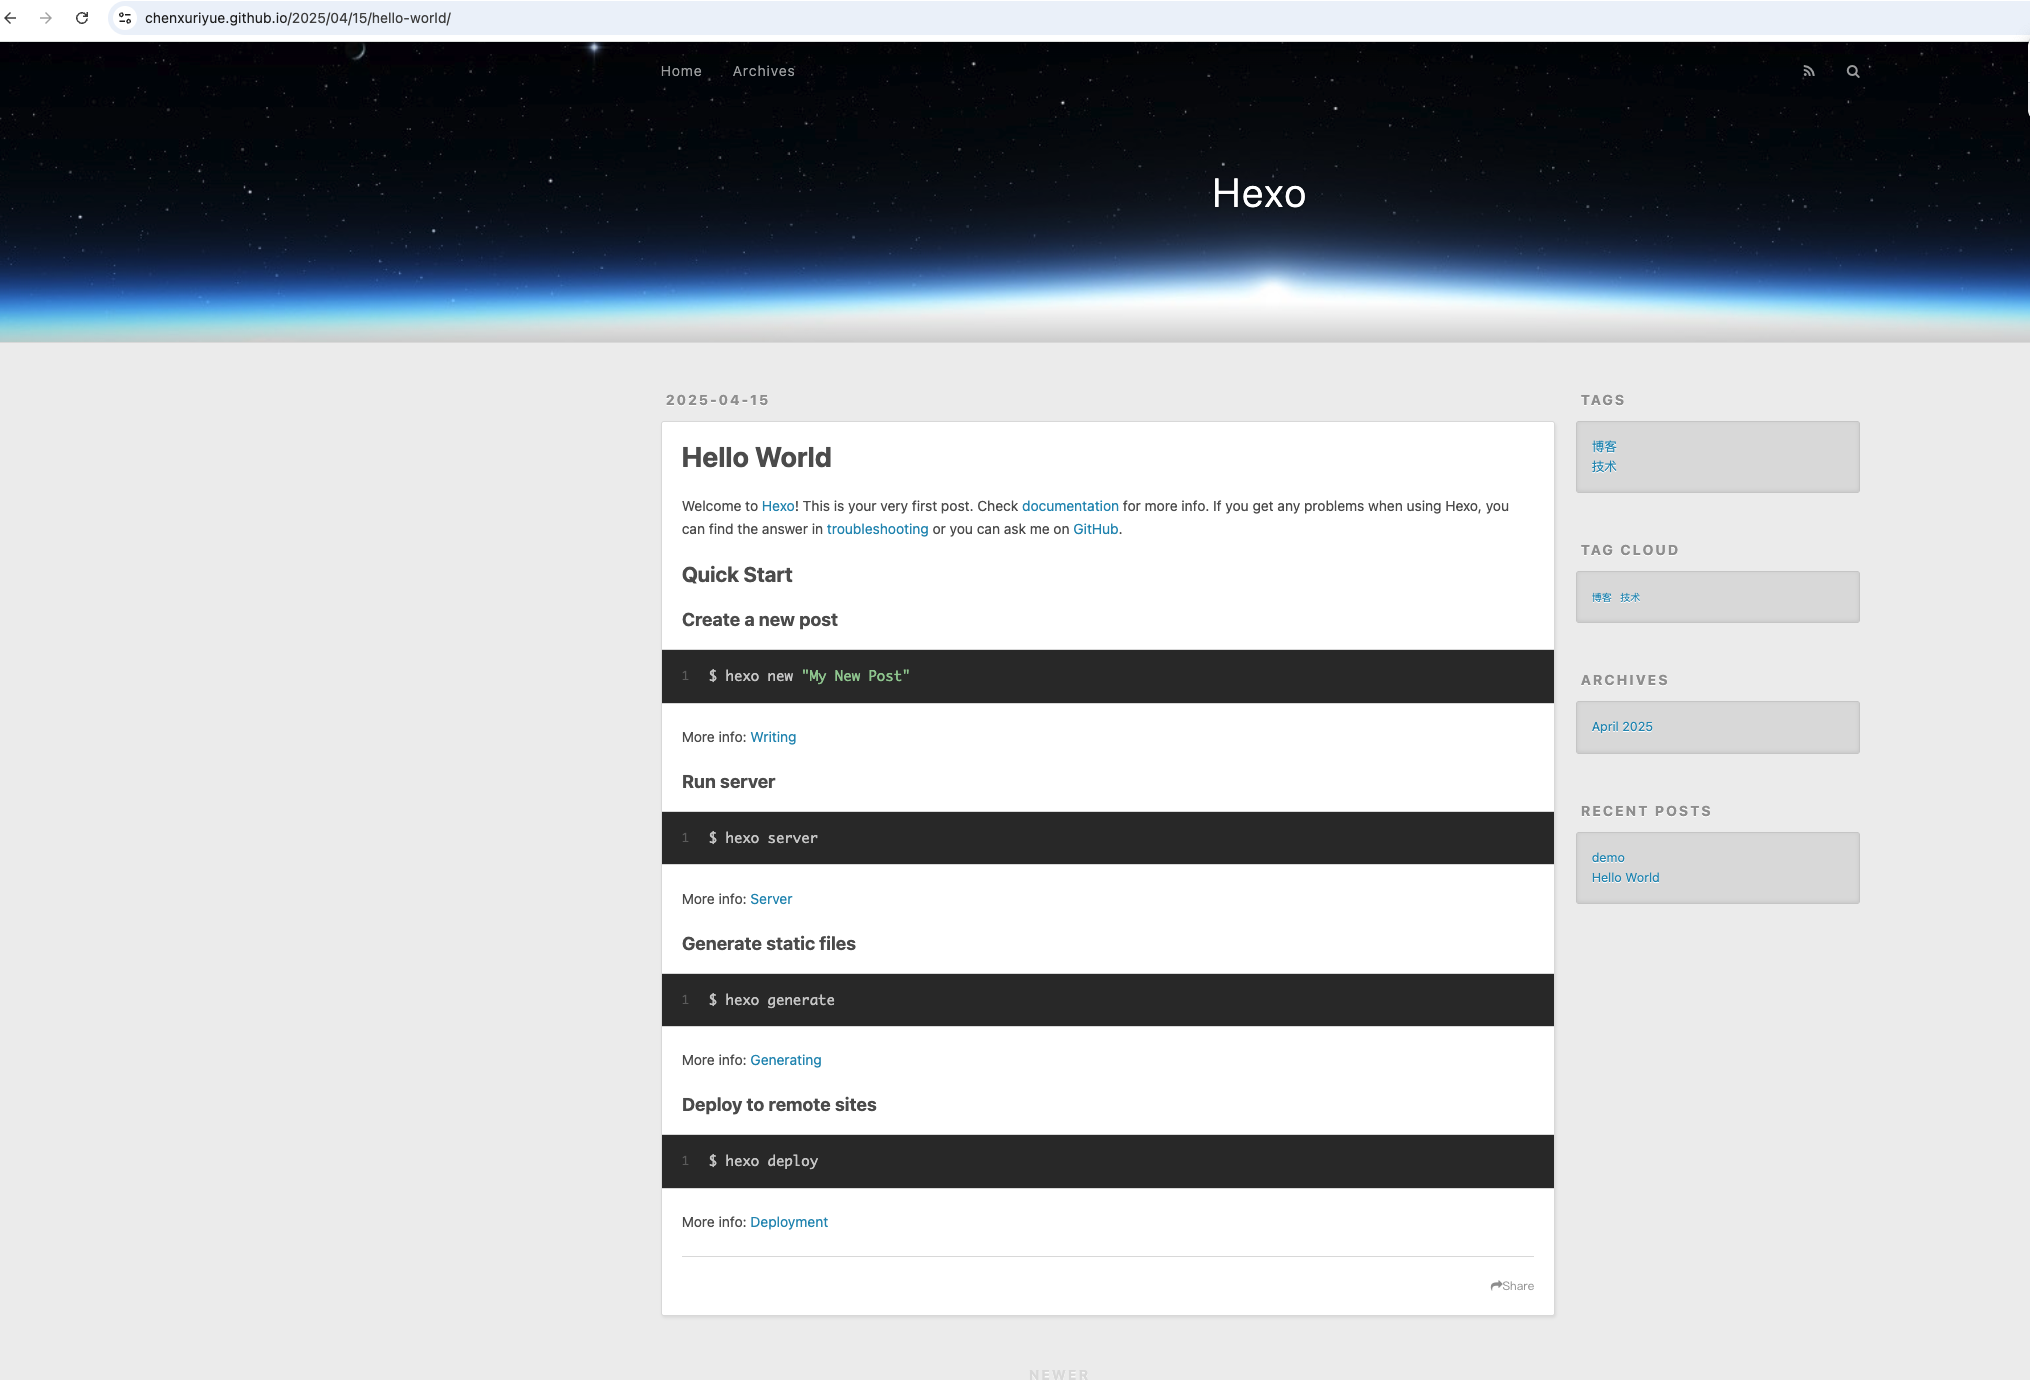 chenxuriyue.github.io/2025/04/15/hello-world/
Home Archives
Hexo
2025-04-15
Hello World
Welcome to Hexo! This is your very first post. Check documentation for more info. If you get any problems when using Hexo, you
can find the answer in troubleshooting or you can ask me on GitHub.
Quick Start
Create a new post
1 $ hexo new "My New Post"
More info: Writing
Run server
1 $ hexo server
More info: Server
Generate static files
1 $ hexo generate
More info: Generating
Deploy to remote sites
1 $ hexo deploy
More info: Deployment
Share
NEWER
TAGS
博客
技术
TAG CLOUD
博客 技术
ARCHIVES
April 2025
RECENT POSTS
demo
Hello World